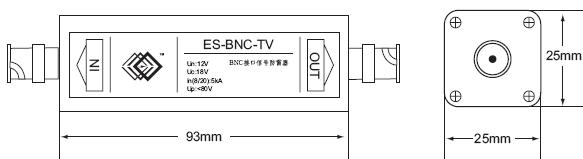 ES-BNC-TV
IN
™
Un:12V
Uc:18V
In(8/20):5kA
Up:<80V
BNC接口信号防雷器
OUT
93mm
25mm
25mm